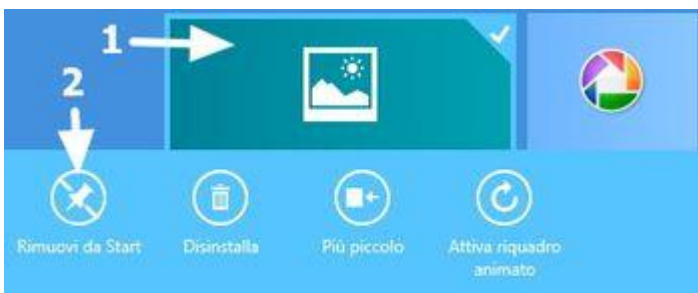 1
2
Rimuovi da Start
Disinstalla
Più piccolo
Attiva riquadro
animato